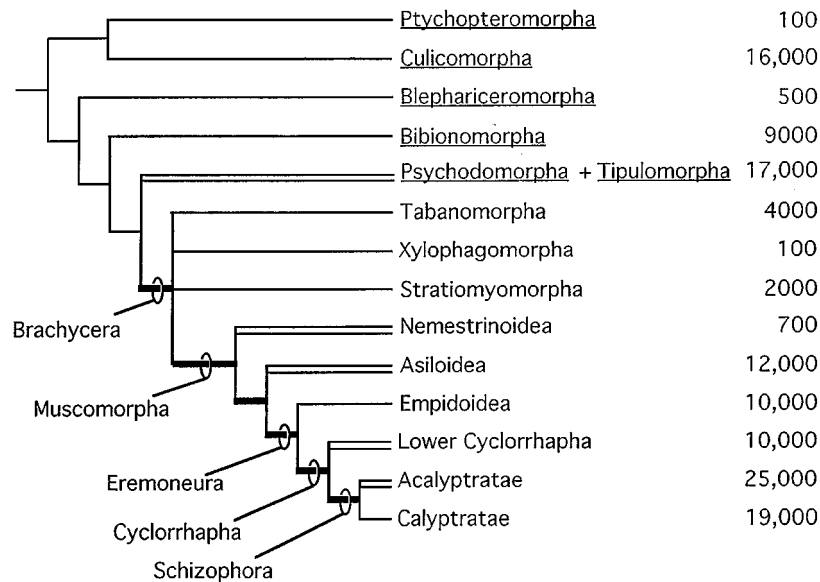 Ptychopteromorpha 100
Culicomorpha 16,000
Blephariceromorpha 500
Bibionomorpha 9000
Psychodomorpha + Tipulomorpha 17,000
Tabanomorpha 4000
Xylophagomorpha 100
Stratiomyomorpha 2000
Brachycera
Nemestrinoidea 700
Asiloidea 12,000
Muscomorpha
Empidoidea 10,000
Lower Cyclorrhapha 10,000
Eremoneura
Acalyptratae 25,000
Calyptratae 19,000
Cyclorrhapha
Schizophora